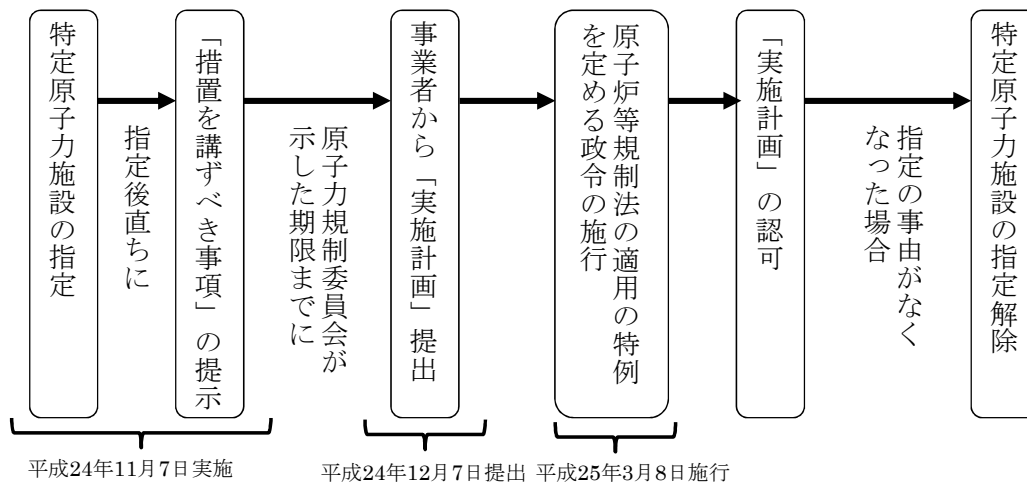 特定原子力施設の指定
指定後直ちに
「措置を講ずべき事項」の提示
原子力規制委員会が
示した期限までに
事業者から「実施計画」提出
原子炉等規制法の適用の特例
を定める政令の施行
「実施計画」の認可
指定の事由がなく
なった場合
特定原子力施設の指定解除
平成24年11月7日実施
平成24年12月7日提出
平成25年3月8日施行